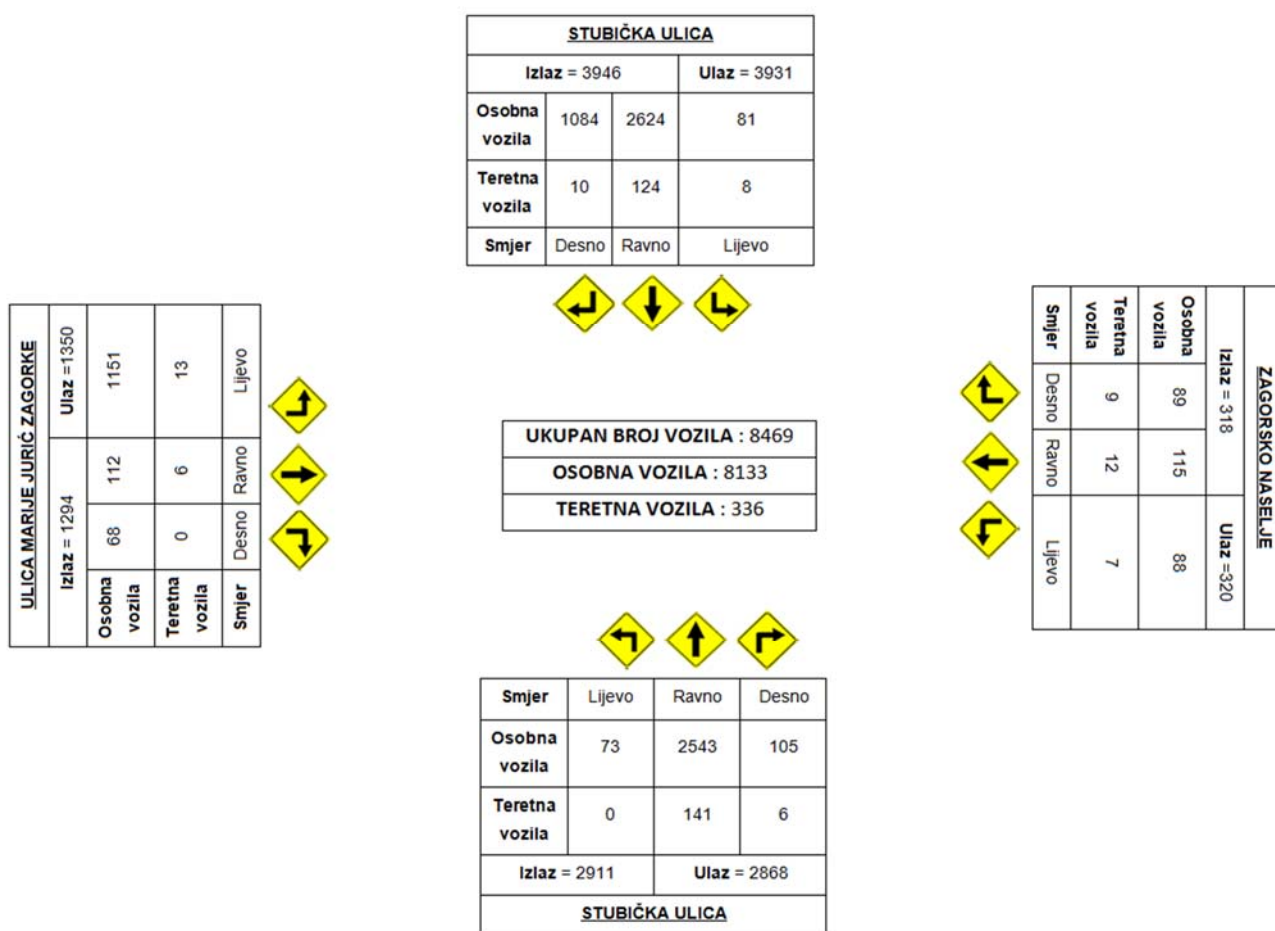 STUBIČKA ULICA
Izlaz = 3946 Ulaz = 3931
Osobna vozila 1084 2624 81
Teretna vozila 10 124 8
Smjer Desno Ravno Lijevo
ULICA MARIJE JURIĆ ZAGORKE
Izlaz = 1294 Ulaz =1350
Osobna vozila 68 112 1151
Teretna vozila 0 6 13
Smjer Desno Ravno Lijevo
UKUPAN BROJ VOZILA : 8469
OSOBNA VOZILA : 8133
TERETNA VOZILA : 336
ZAGORSKO NASELJE
Izlaz = 318 Ulaz =320
Osobna vozila 89 115 88
Teretna vozila 9 12 7
Smjer Desno Ravno Lijevo
Smjer Lijevo Ravno Desno
Osobna vozila 73 2543 105
Teretna vozila 0 141 6
Izlaz = 2911 Ulaz = 2868
STUBIČKA ULICA